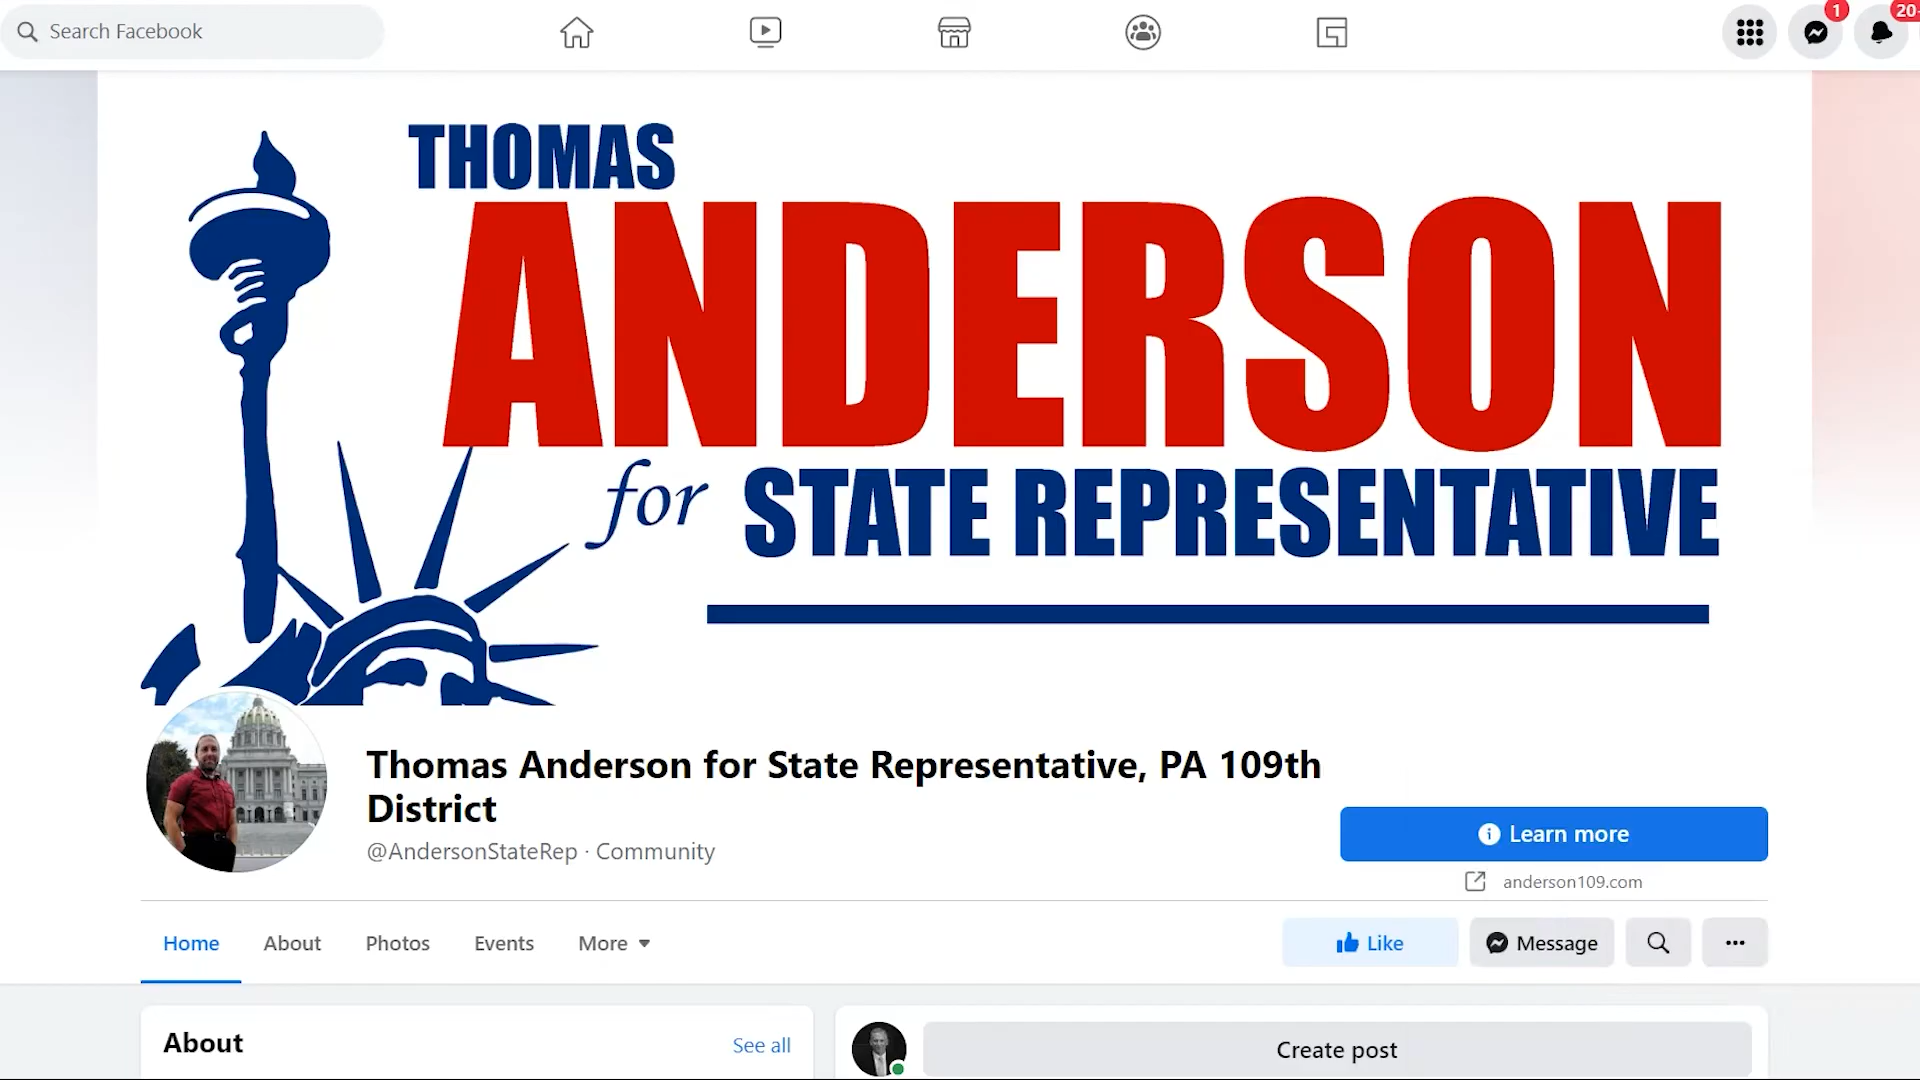 Search Facebook
1
20
THOMAS
ANDERSON
for STATE REPRESENTATIVE
Thomas Anderson for State Representative, PA 109th
District
@AndersonStateRep · Community
Learn more
anderson109.com
Home
About
Photos
Events
More
Like
Message
About
See all
Create post